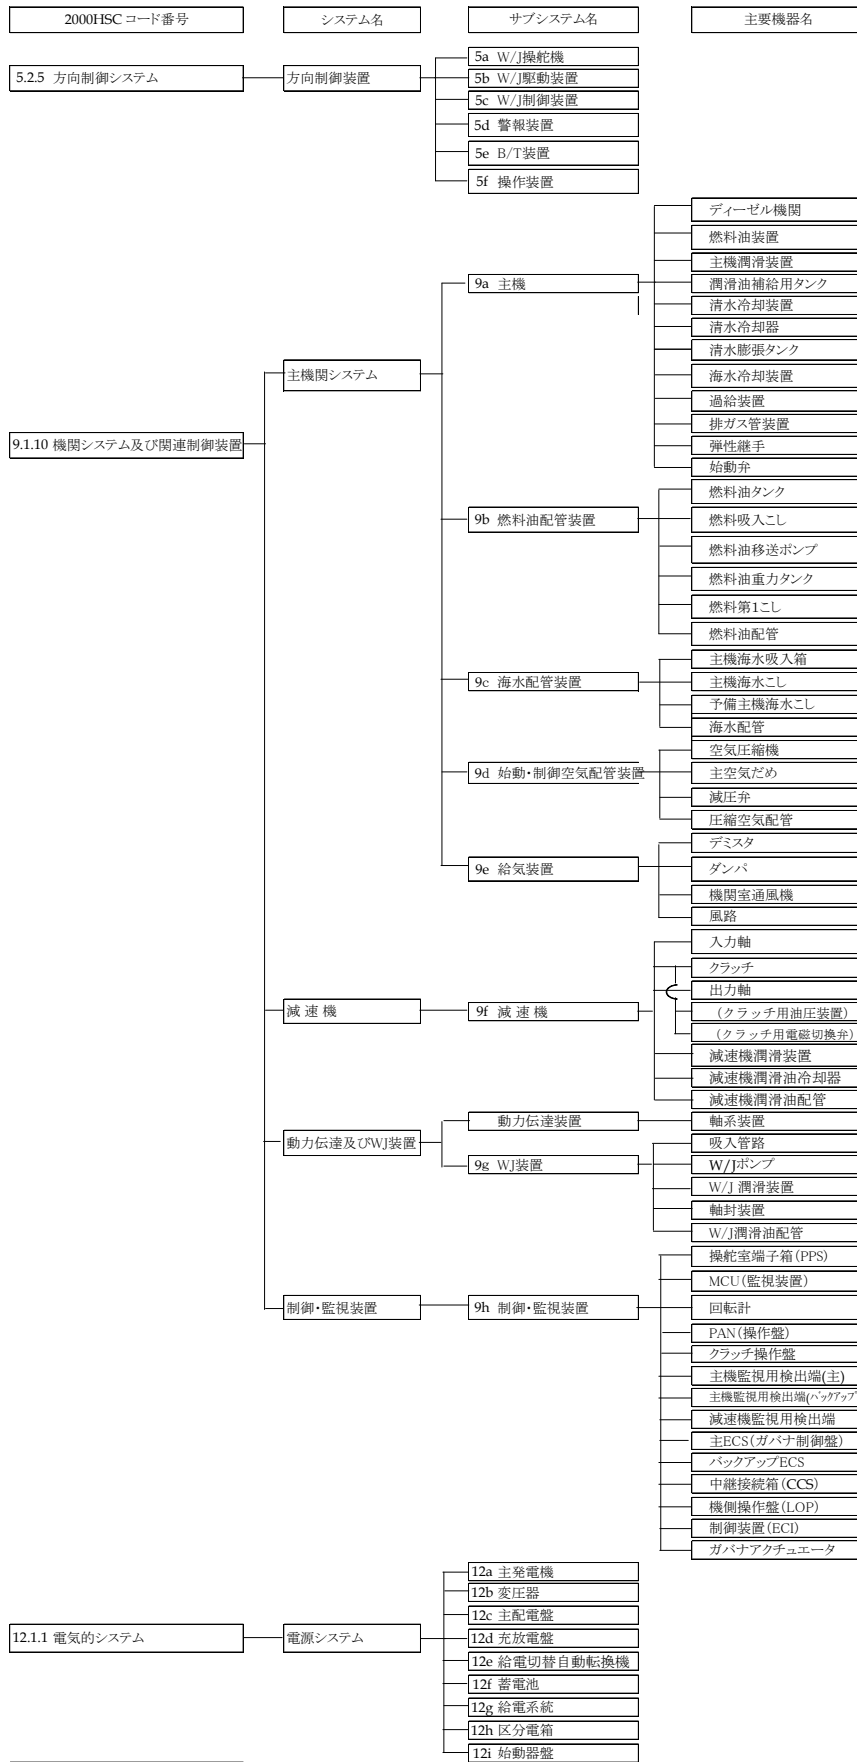 2000HSC コード番号
システム名
サブシステム名
主要機器名
5.2.5 方向制御システム
方向制御装置
5a W/J操舵機
5b W/J駆動装置
5c W/J制御装置
5d 警報装置
5e B/T装置
5f 操作装置
9.1.10 機関システム及び関連制御装置
主機関システム
9a 主機
ディーゼル機関
燃料油装置
主機潤滑装置
潤滑油補給用タンク
清水冷却装置
清水冷却器
清水膨張タンク
海水冷却装置
過給装置
排ガス管装置
弾性継手
始動弁
9b 燃料油配管装置
燃料油タンク
燃料吸入こし
燃料油移送ポンプ
燃料油重力タンク
燃料第1こし
燃料油配管
9c 海水配管装置
主機海水吸入箱
主機海水こし
予備主機海水こし
海水配管
9d 始動・制御空気配管装置
空気圧縮機
主空気だめ
減圧弁
圧縮空気配管
9e 給気装置
デミスタ
ダンパ
機関室通風機
風路
減 速 機
9f 減 速 機
入力軸
クラッチ
出力軸
(クラッチ用油圧装置)
(クラッチ用電磁切換弁)
減速機潤滑装置
減速機潤滑油冷却器
減速機潤滑油配管
動力伝達及びWJ装置
動力伝達装置
軸系装置
9g WJ装置
吸入管路
W/Jポンプ
W/J 潤滑装置
軸封装置
W/J潤滑油配管
制御・監視装置
9h 制御・監視装置
操舵室端子箱(PPS)
MCU(監視装置)
回転計
PAN(操作盤)
クラッチ操作盤
主機監視用検出端(主)
主機監視用検出端(バックアップ
減速機監視用検出端
主ECS(ガバナ制御盤)
バックアップECS
中継接続箱(CCS)
機側操作盤(LOP)
制御装置(ECI)
ガバナアクチュエータ
12.1.1 電気的システム
電源システム
12a 主発電機
12b 変圧器
12c 主配電盤
12d 充放電盤
12e 給電切替自動転換機
12f 蓄電池
12g 給電系統
12h 区分電箱
12i 始動器盤